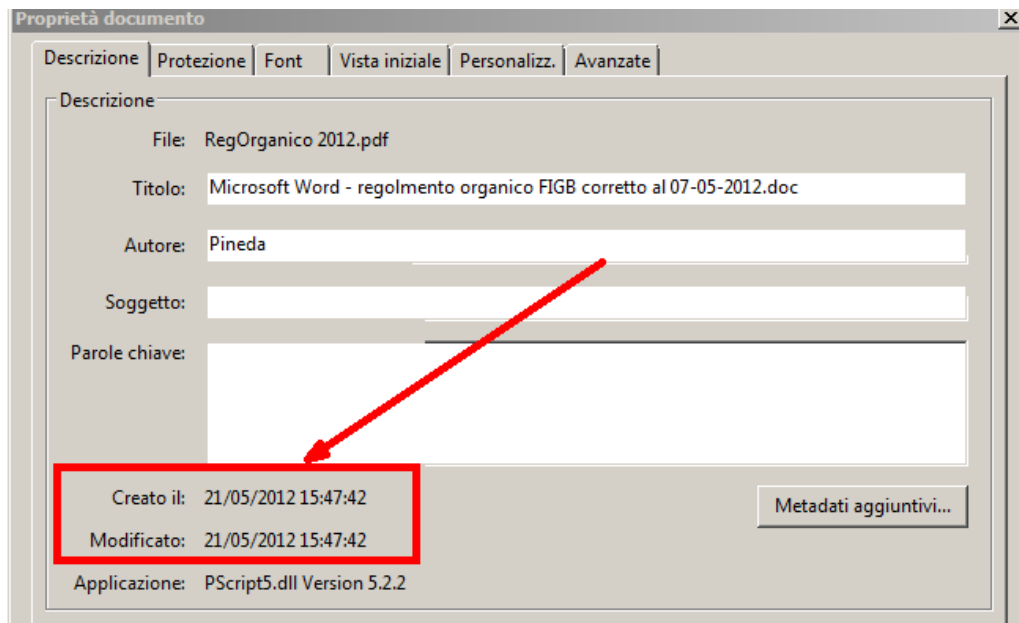 Proprietà documento
Descrizione Protezione Font Vista iniziale Personalizz. Avanzate
Descrizione
File: RegOrganico 2012.pdf
Titolo: Microsoft Word - regolmento organico FIGB corretto al 07-05-2012.doc
Autore: Pineda
Soggetto:
Parole chiave:
Creato il: 21/05/2012 15:47:42
Metadati aggiuntivi...
Modificato: 21/05/2012 15:47:42
Applicazione: PScript5.dll Version 5.2.2